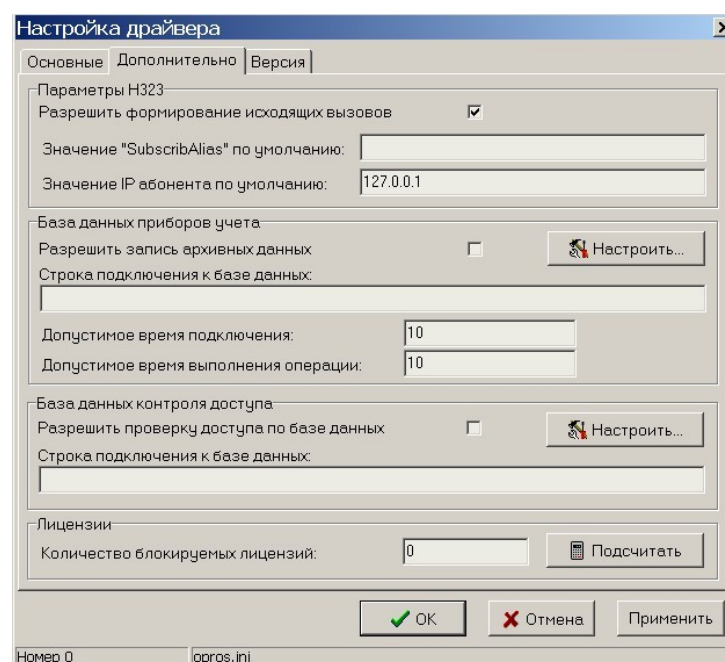 Настройка драйвера
Основные Дополнительно Версия
Параметры H323
Разрешить формирование исходящих вызовов
Значение "SubscribAlias" по умолчанию:
Значение IP абонента по умолчанию: 127.0.0.1
База данных приборов учета
Разрешить запись архивных данных Настроить...
Строка подключения к базе данных:
Допустимое время подключения: 10
Допустимое время выполнения операции: 10
База данных контроля доступа
Разрешить проверку доступа по базе данных Настроить...
Строка подключения к базе данных:
Лицензии
Количество блокируемых лицензий: 0 Подсчитать
OK Отмена Применить
Номер 0 opros.ini